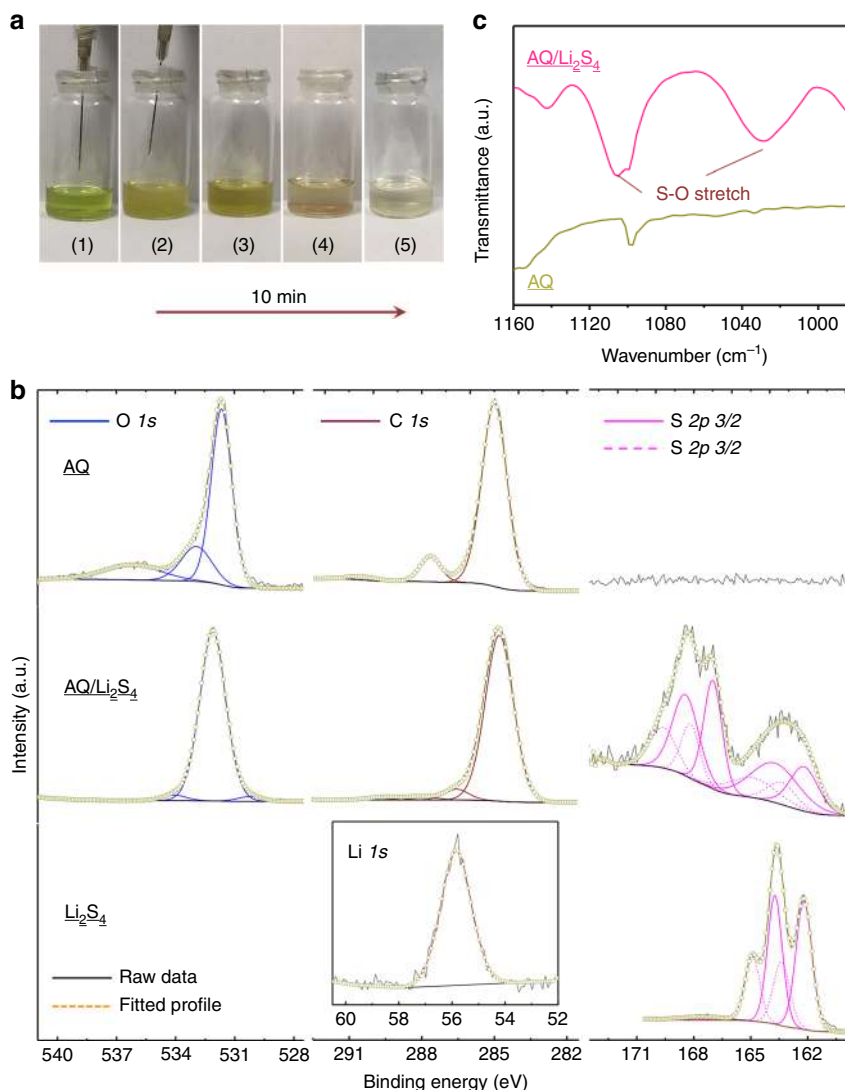 a
(1) (2) (3) (4) (5)
10 min
c
AQ/Li₂S₄
S-O stretch
AQ
Transmittance (a.u.)
1160 1120 1080 1040 1000
Wavenumber (cm⁻¹)
b
O 1s
C 1s
S 2p 3/2
S 2p 3/2
AQ
AQ/Li₂S₄
Li₂S₄
Intensity (a.u.)
Li 1s
60 58 56 54 52
Raw data
Fitted profile
540 537 534 531 528
291 288 285 282
171 168 165 162
Binding energy (eV)